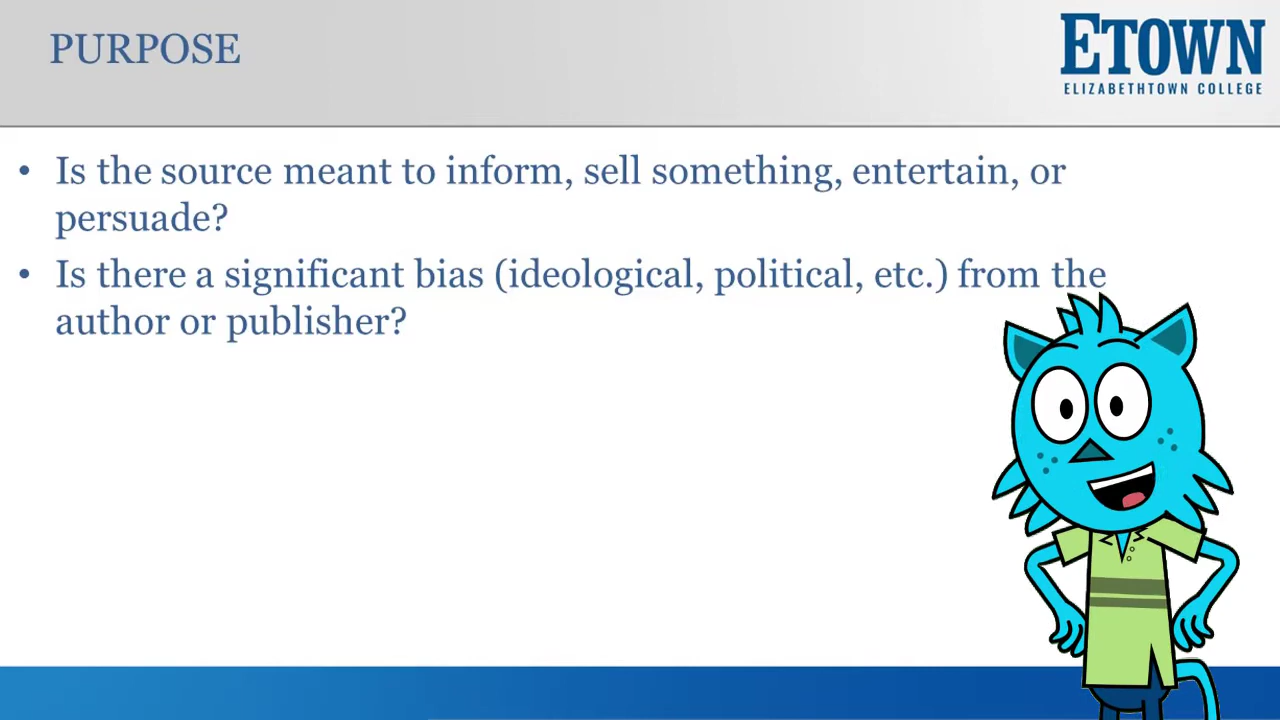 PURPOSE
ETOWN
ELIZABETHTOWN COLLEGE
• Is the source meant to inform, sell something, entertain, or
persuade?
• Is there a significant bias (ideological, political, etc.) from the
author or publisher?